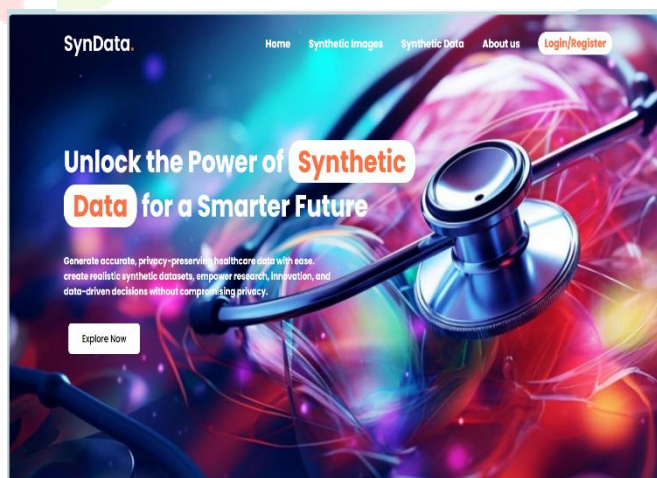 SynData.
Home Synthetic Images Synthetic Data About us Login/Register
Unlock the Power of Synthetic
Data for a Smarter Future
Generate accurate, privacy-preserving healthcare data with ease.
create realistic synthetic datasets, empower research, innovation, and
data-driven decisions without compromising privacy.
Explore Now